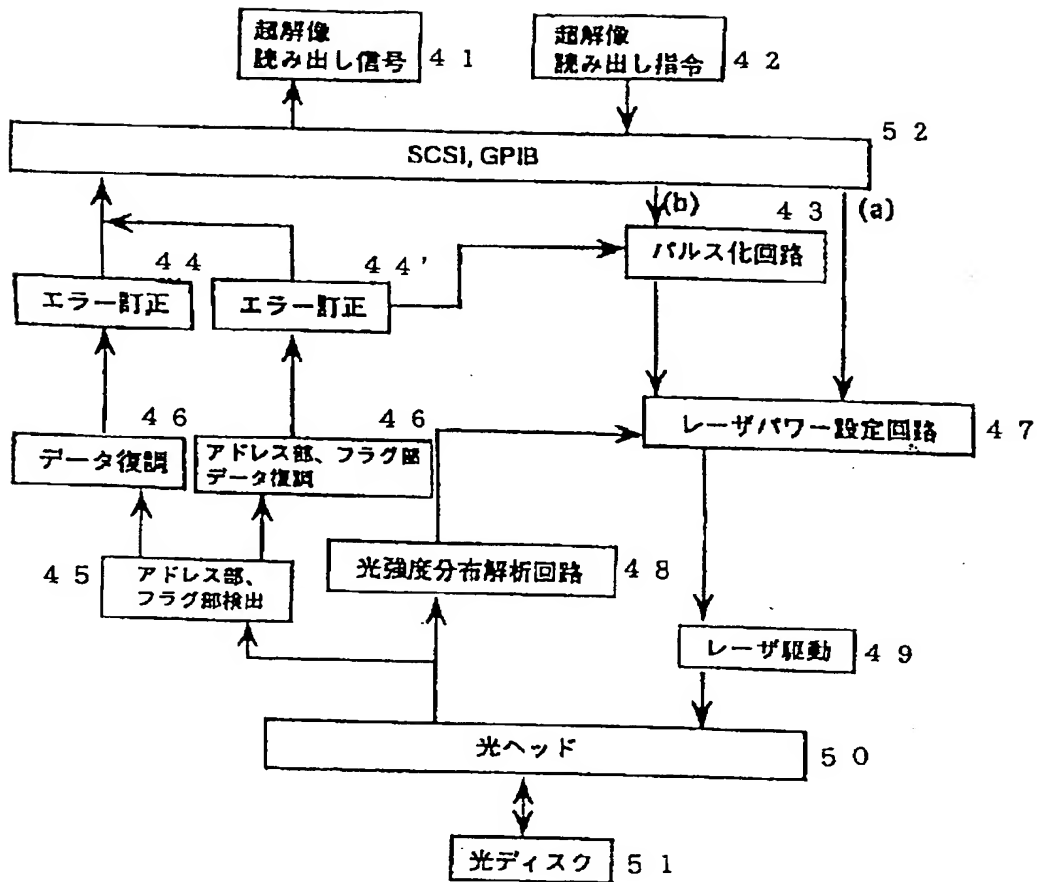 超解像
読み出し信号
４１
超解像
読み出し指令
４２
５２
SCSI, GPIB
(b)
４３
(a)
パルス化回路
４４
エラー訂正
４４'
エラー訂正
４６
データ復調
４６
アドレス部、フラグ部
データ復調
レーザパワー設定回路
４７
４５
アドレス部、
フラグ部検出
光強度分布解析回路
４８
レーザ駆動
４９
光ヘッド
５０
光ディスク
５１